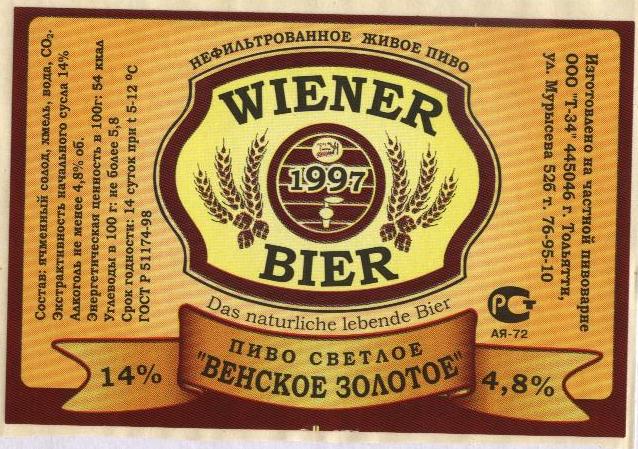 Состав: ячменный солод, хмель, вода, CO₂.
Экстрактивность начального сусла 14%
Алкоголь не менее 4,8% об.
Энергетическая ценность в 100г: 54 ккал
Углеводы в 100 г: не более 5,8
Срок годности: 14 суток при t 5-12 °C
ГОСТ Р 51174-98
НЕФИЛЬТРОВАННОЕ ЖИВОЕ ПИВО
WIENER
1997
BIER
Das naturliche lebende Bier
ПИВО СВЕТЛОЕ
"ВЕНСКОЕ ЗОЛОТОЕ"
14%
4,8%
Изготовлено на частной пивоварне
ООО "Т-34" 445046 г. Тольятти,
ул. Мурысева 52б т. 76-95-10
РСТ
АЯ-72